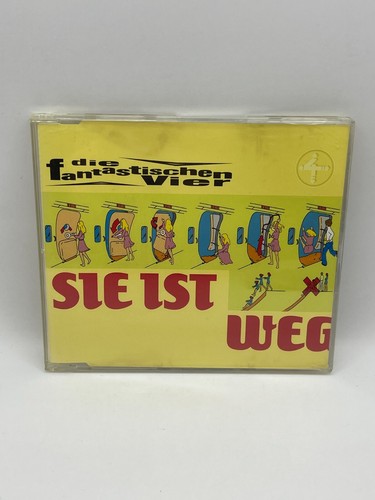 die
fantastischen
Vier
SIE IST
WEG